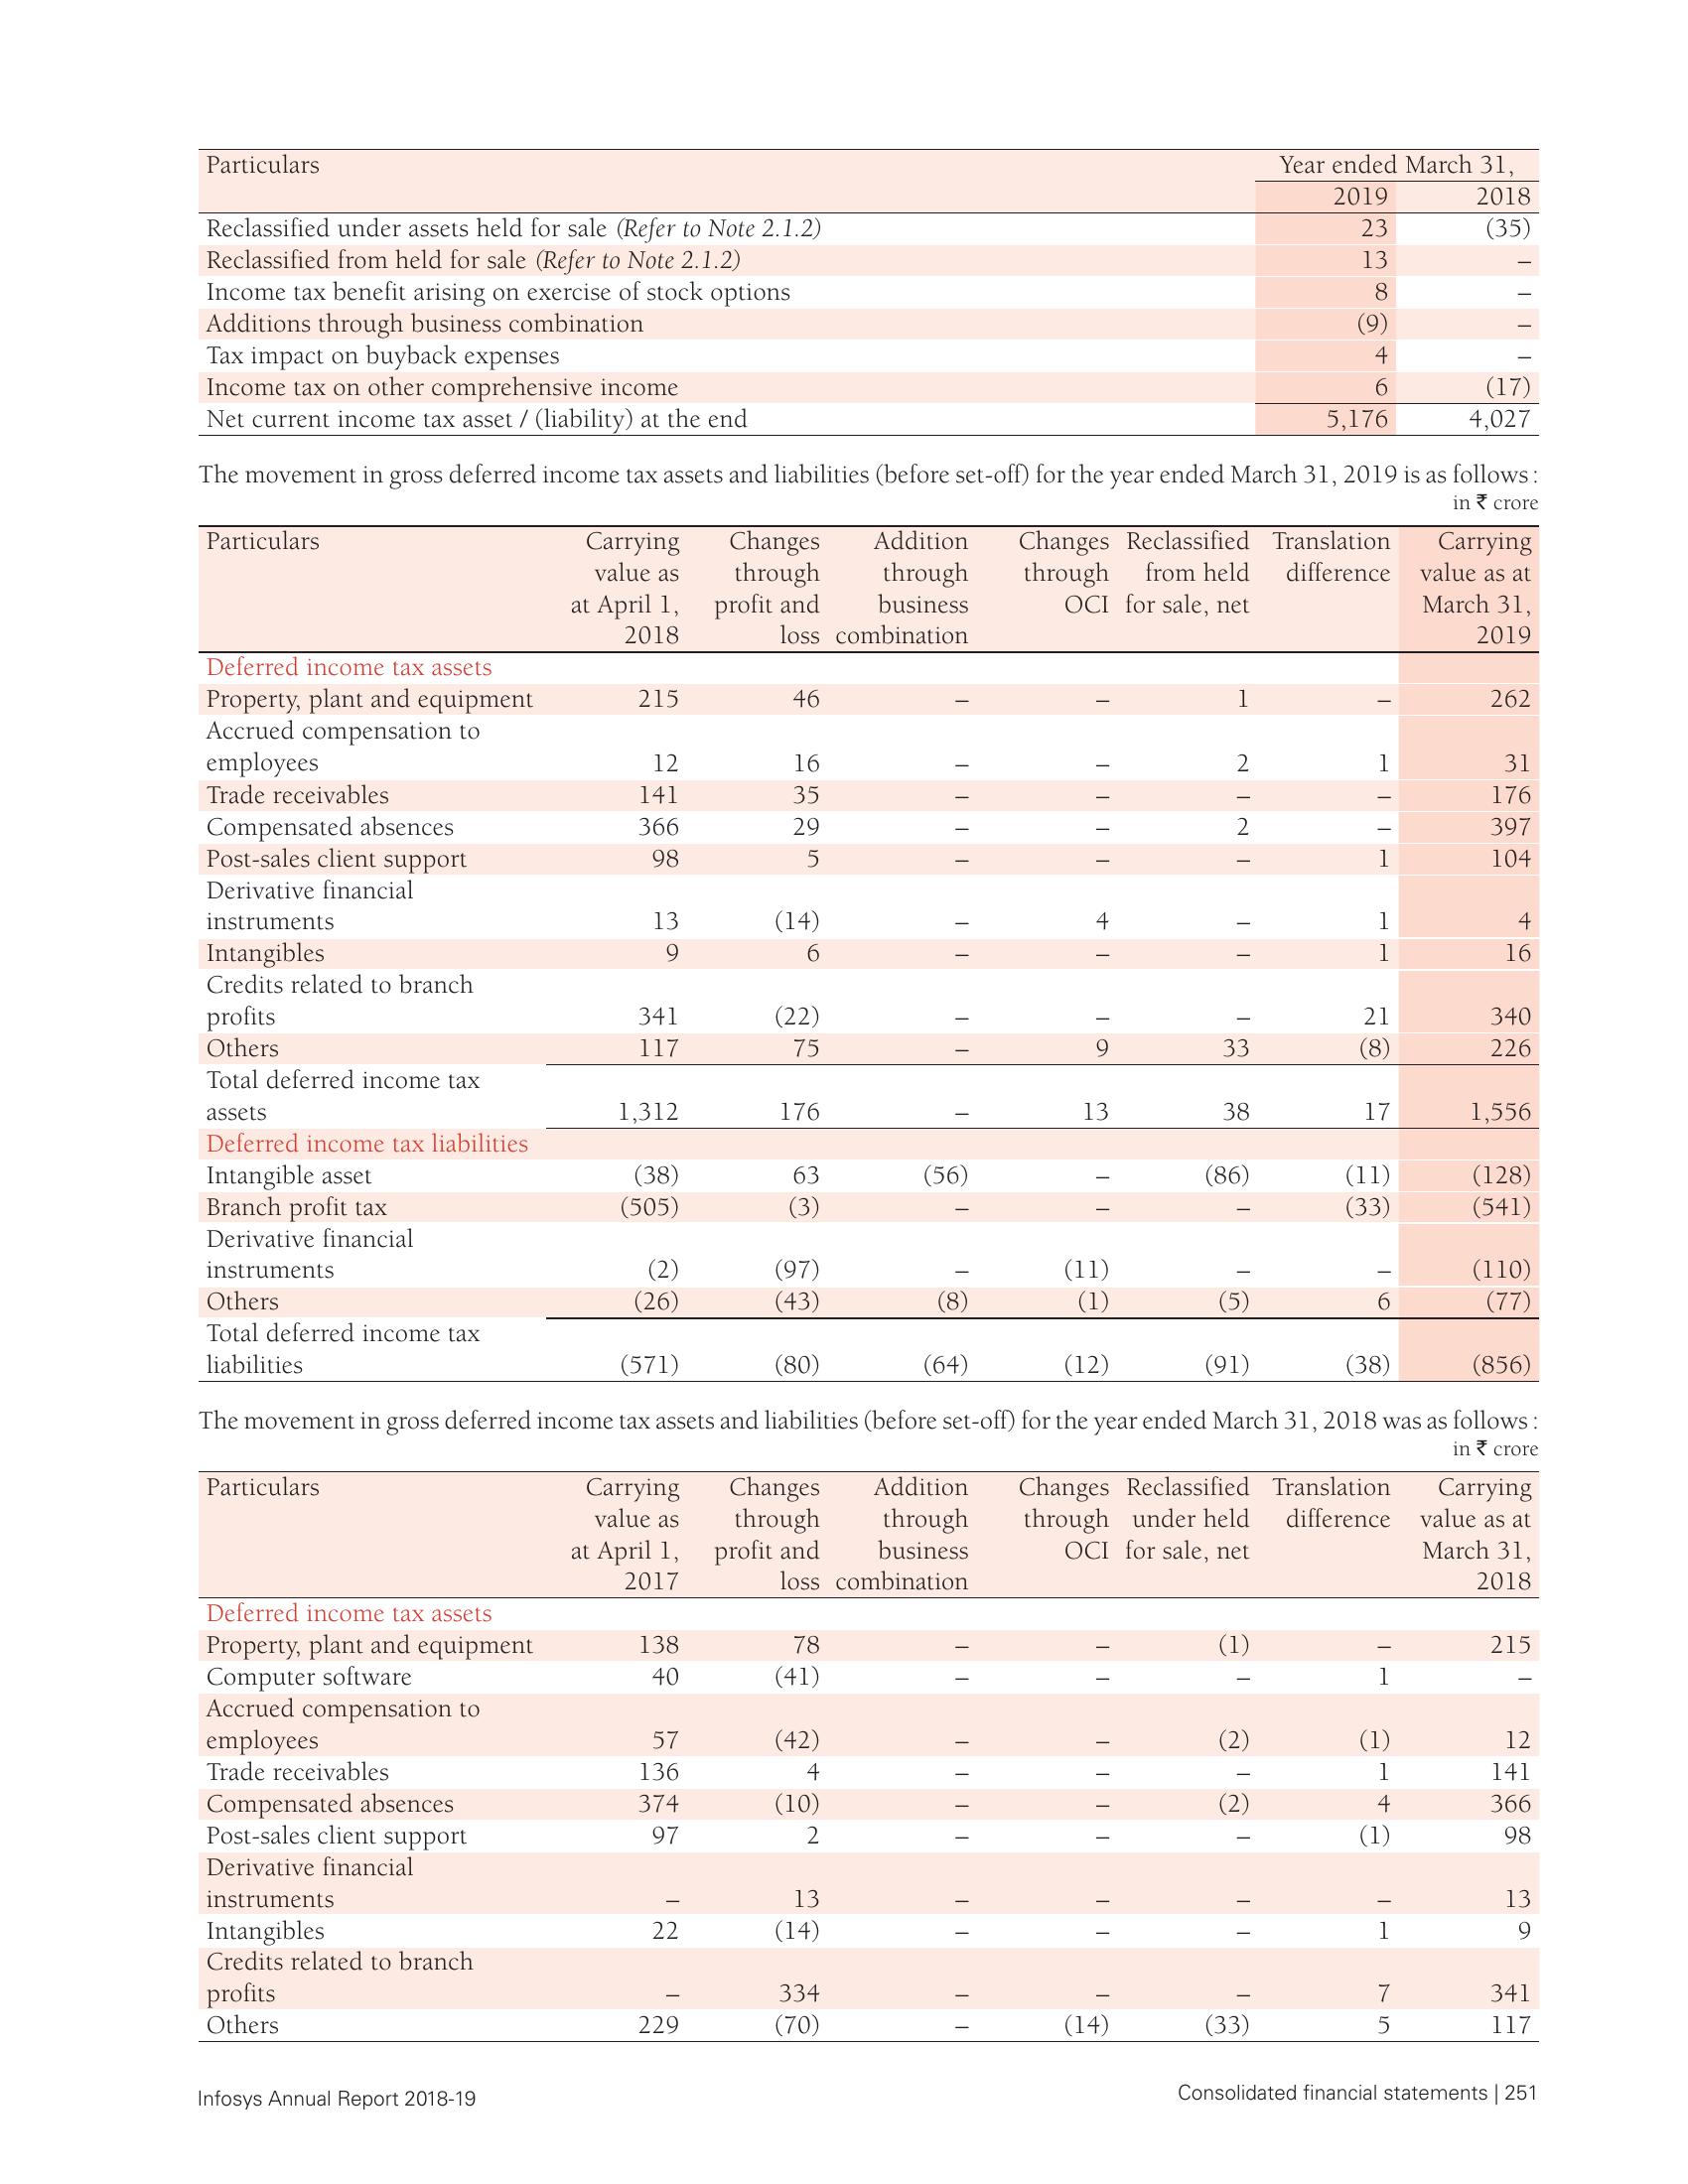 Particulars Year ended March 31,
2019 2018
Reclassified under assets held for sale (Refer to Note 2.1.2) 23 (35)
Reclassified from held for sale (Refer to Note 2.1.2) 13 –
Income tax benefit arising on exercise of stock options 8 –
Additions through business combination (9) –
Tax impact on buyback expenses 4 –
Income tax on other comprehensive income 6 (17)
Net current income tax asset / (liability) at the end 5,176 4,027
The movement in gross deferred income tax assets and liabilities (before set-off) for the year ended March 31, 2019 is as follows :
in ₹ crore
Particulars Carrying Changes Addition Changes Reclassified Translation Carrying
value as through through through from held difference value as at
at April 1, profit and business OCI for sale, net March 31,
2018 loss combination 2019
Deferred income tax assets
Property, plant and equipment 215 46 – – 1 – 262
Accrued compensation to
employees 12 16 – – 2 1 31
Trade receivables 141 35 – – – – 176
Compensated absences 366 29 – – 2 – 397
Post-sales client support 98 5 – – – 1 104
Derivative financial
instruments 13 (14) – 4 – 1 4
Intangibles 9 6 – – – 1 16
Credits related to branch
profits 341 (22) – – – 21 340
Others 117 75 – 9 33 (8) 226
Total deferred income tax
assets 1,312 176 – 13 38 17 1,556
Deferred income tax liabilities
Intangible asset (38) 63 (56) – (86) (11) (128)
Branch profit tax (505) (3) – – – (33) (541)
Derivative financial
instruments (2) (97) – (11) – – (110)
Others (26) (43) (8) (1) (5) 6 (77)
Total deferred income tax
liabilities (571) (80) (64) (12) (91) (38) (856)
The movement in gross deferred income tax assets and liabilities (before set-off) for the year ended March 31, 2018 was as follows :
in ₹ crore
Particulars Carrying Changes Addition Changes Reclassified Translation Carrying
value as through through through under held difference value as at
at April 1, profit and business OCI for sale, net March 31,
2017 loss combination 2018
Deferred income tax assets
Property, plant and equipment 138 78 – – (1) – 215
Computer software 40 (41) – – – 1 –
Accrued compensation to
employees 57 (42) – – (2) (1) 12
Trade receivables 136 4 – – – 1 141
Compensated absences 374 (10) – – (2) 4 366
Post-sales client support 97 2 – – – (1) 98
Derivative financial
instruments – 13 – – – – 13
Intangibles 22 (14) – – – 1 9
Credits related to branch
profits – 334 – – – 7 341
Others 229 (70) – (14) (33) 5 117
Infosys Annual Report 2018-19 Consolidated financial statements | 251